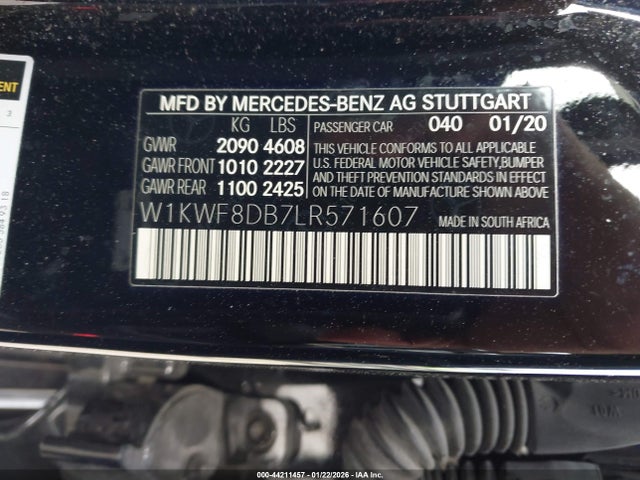 MFD BY MERCEDES-BENZ AG STUTTGART
KG LBS
PASSENGER CAR 040 01/20
GVWR 2090 4608
GAWR FRONT 1010 2227
GAWR REAR 1100 2425
THIS VEHICLE CONFORMS TO ALL APPLICABLE
U.S. FEDERAL MOTOR VEHICLE SAFETY,BUMPER
AND THEFT PREVENTION STANDARDS IN
EFFECT ON THE DATE OF MANUFACTURE
SHOWN ABOVE
W1KWF8DB7LR571607
MADE IN SOUTH AFRICA
000-44211457 - 01/22/2026 - IAA Inc.